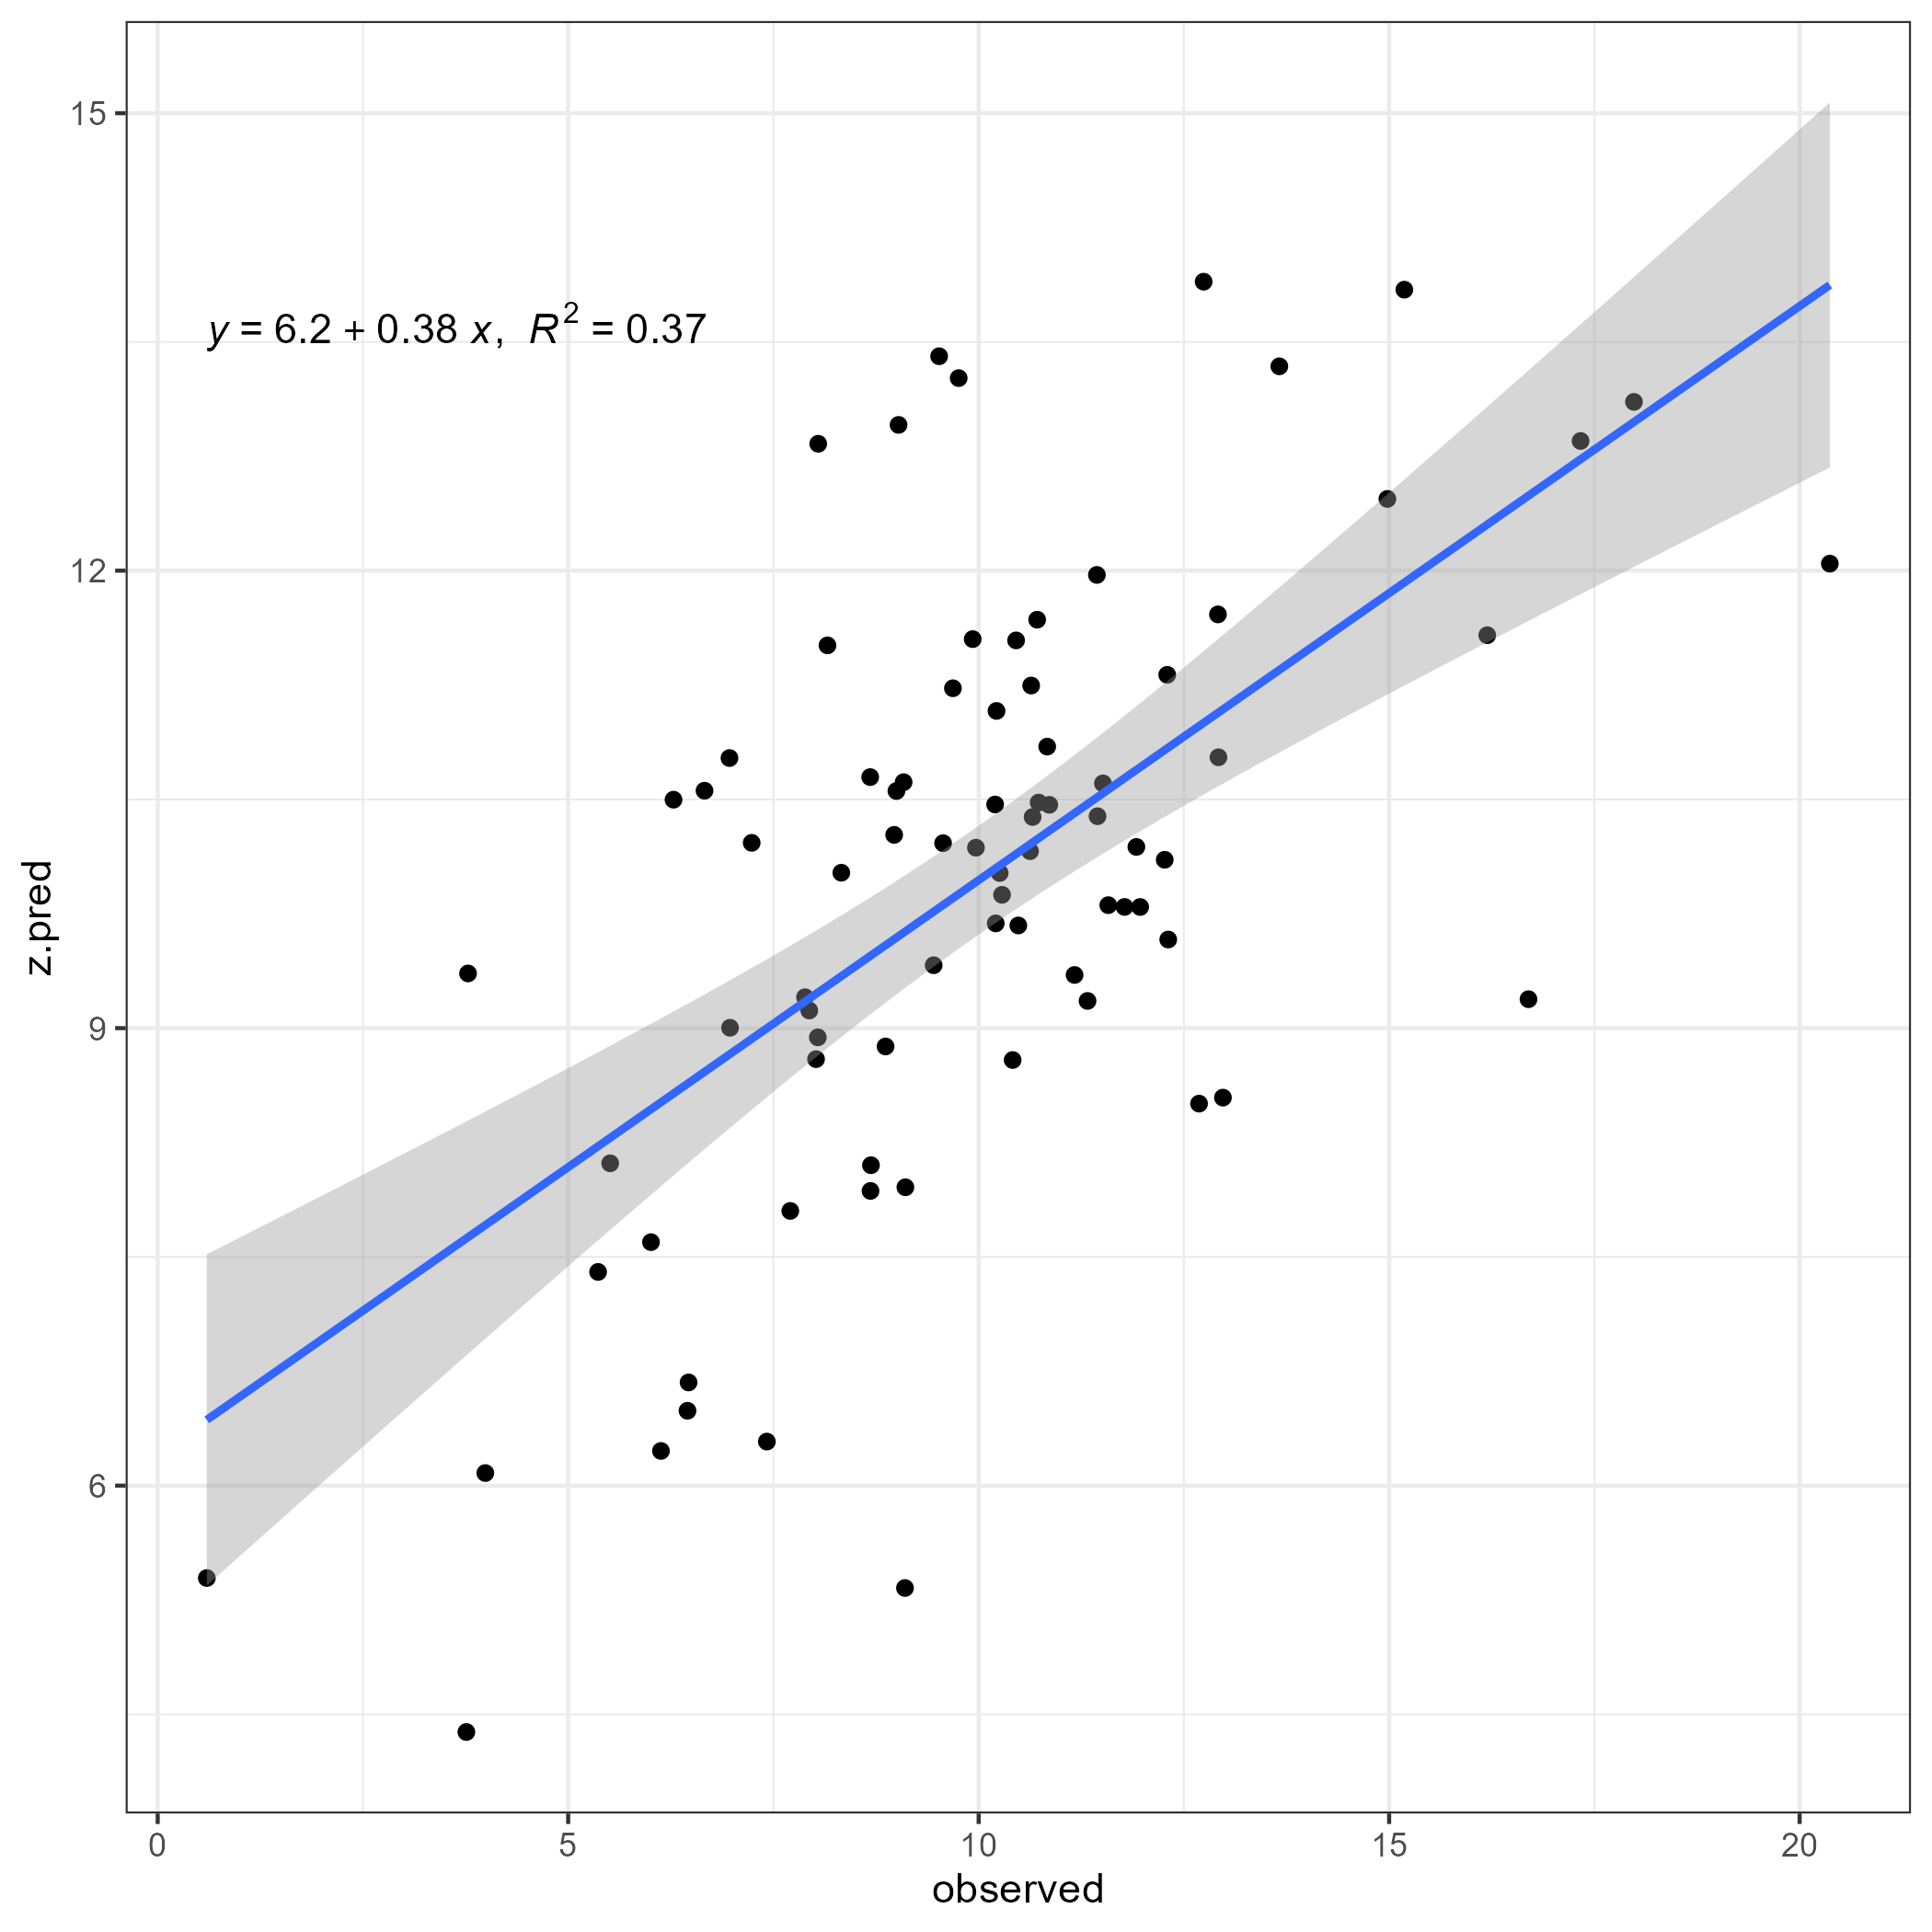 15
y = 6.2 + 0.38 x, R² = 0.37
12
z.pred
9
6
0 5 10 15 20
observed